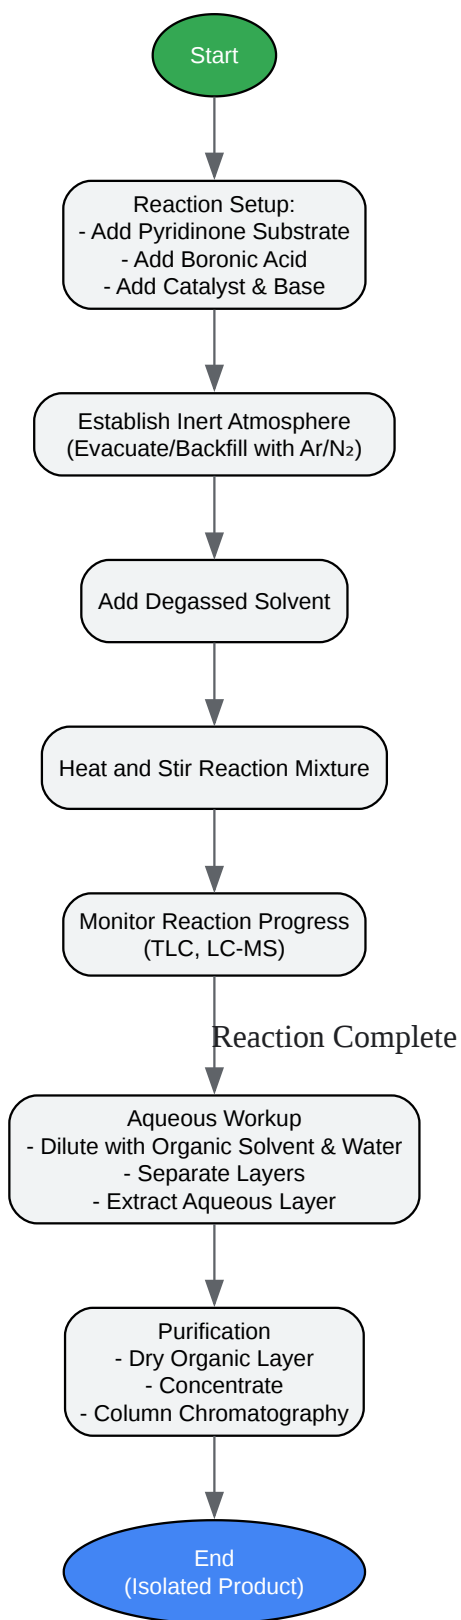 Start
Reaction Setup:
- Add Pyridinone Substrate
- Add Boronic Acid
- Add Catalyst & Base
Establish Inert Atmosphere
(Evacuate/Backfill with Ar/N₂)
Add Degassed Solvent
Heat and Stir Reaction Mixture
Monitor Reaction Progress
(TLC, LC-MS)
Reaction Complete
Aqueous Workup
- Dilute with Organic Solvent & Water
- Separate Layers
- Extract Aqueous Layer
Purification
- Dry Organic Layer
- Concentrate
- Column Chromatography
End
(Isolated Product)